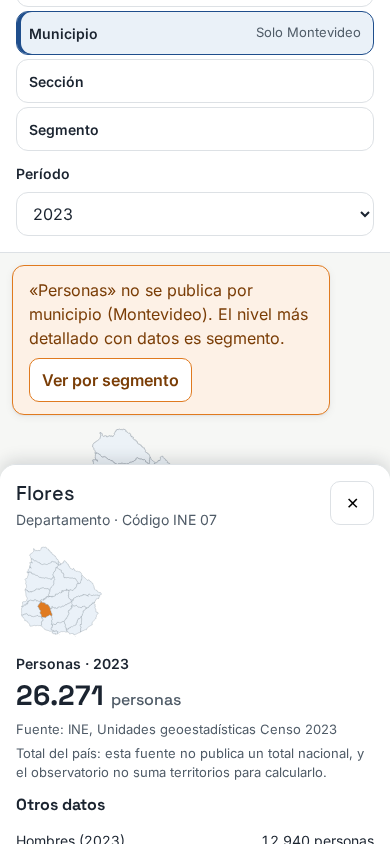 Municipio
Solo Montevideo
Sección
Segmento
Período
2023
«Personas» no se publica por
municipio (Montevideo). El nivel más
detallado con datos es segmento.
Ver por segmento
Flores
×
Departamento · Código INE 07
Personas · 2023
26.271 personas
Fuente: INE, Unidades geoestadísticas Censo 2023
Total del país: esta fuente no publica un total nacional, y
el observatorio no suma territorios para calcularlo.
Otros datos
Hombres (2023)
12.940 personas